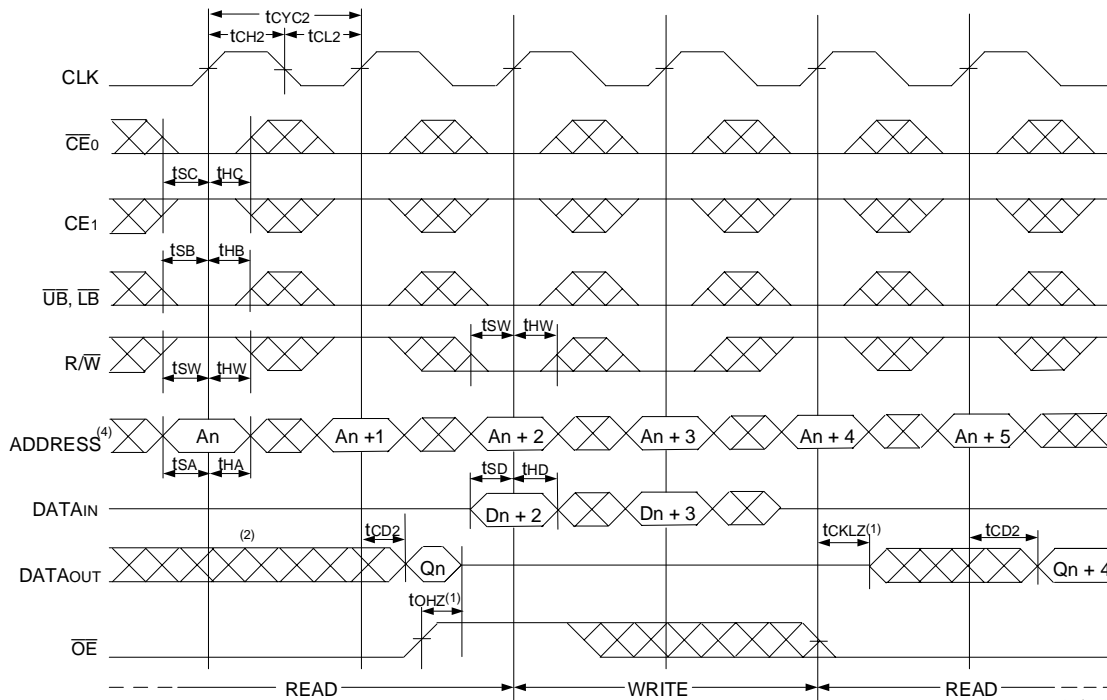 tCYC2
tCH2 tCL2
CLK
CE0
tSC tHC
CE1
tSB tHB
UB, LB
tSW tHW
R/W
tSW tHW
ADDRESS(4) An An +1 An + 2 An + 3 An + 4 An + 5
tSA tHA tSD tHD
DATAIN Dn + 2 Dn + 3
(2) tCD2 tCKLZ(1) tCD2
DATAOUT Qn Qn + 4
tOHZ(1)
OE
READ WRITE READ